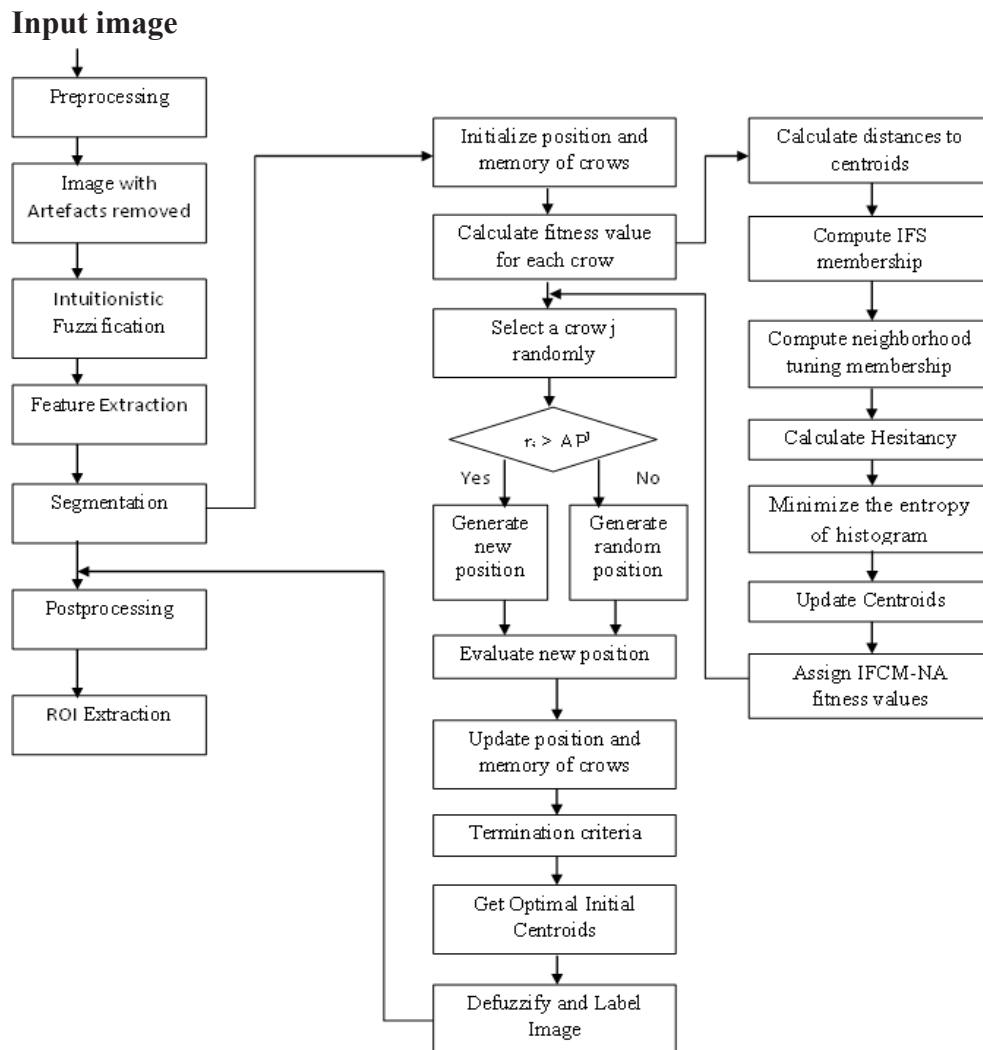 Input image
Preprocessing
Image with
Artefacts removed
Intuitionistic
Fuzzification
Feature Extraction
Segmentation
Postprocessing
ROI Extraction
Initialize position and
memory of crows
Calculate fitness value
for each crow
Select a crow j
randomly
rᵢ > APʲ
Yes
No
Generate
new
position
Generate
random
position
Evaluate new position
Update position and
memory of crows
Termination criteria
Get Optimal Initial
Centroids
Defuzzify and Label
Image
Calculate distances to
centroids
Compute IFS
membership
Compute neighborhood
tuning membership
Calculate Hesitancy
Minimize the entropy
of histogram
Update Centroids
Assign IFCM-NA
fitness values